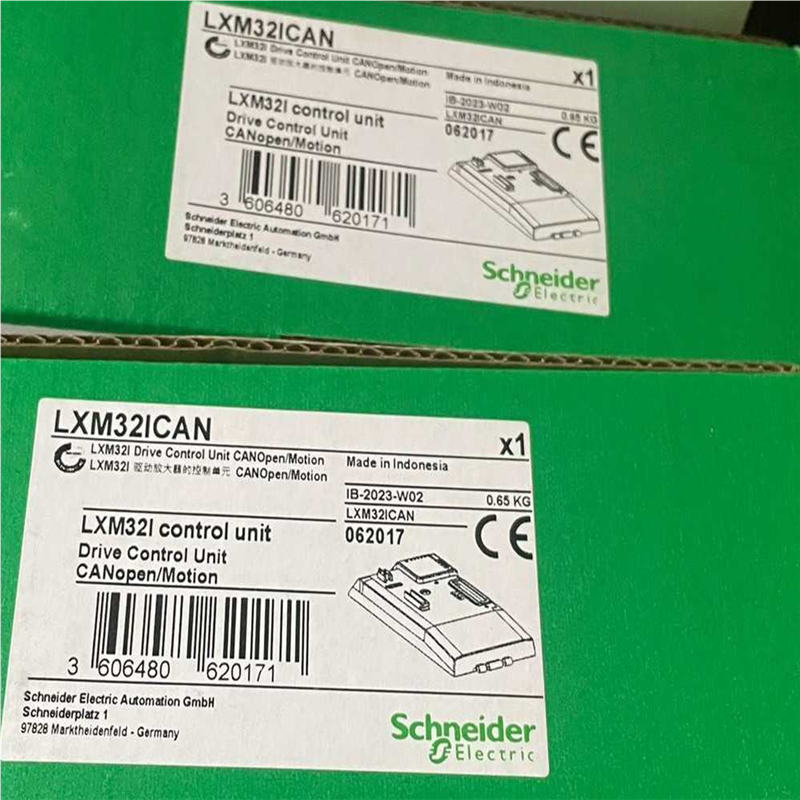 LXM32ICAN
LXM32I Drive Control Unit CANOpen/Motion
LXM32I 驱动放大器的控制单元 CANOpen/Motion
Made in Indonesia
x1
IB-2023-W02
LXM32ICAN
062017
CE
LXM32I control unit
Drive Control Unit
CANopen/Motion
3 606480 620171
Schneider Electric Automation GmbH
Schneiderplatz 1
97828 Marktheidenfeld - Germany
Schneider
Electric
LXM32ICAN
x1
LXM32I Drive Control Unit CANOpen/Motion
LXM32I 驱动放大器的控制单元 CANOpen/Motion
Made in Indonesia
IB-2023-W02 0.65 KG
LXM32ICAN
062017
CE
LXM32I control unit
Drive Control Unit
CANopen/Motion
3 606480 620171
Schneider Electric Automation GmbH
Schneiderplatz 1
97828 Marktheidenfeld - Germany
Schneider
Electric